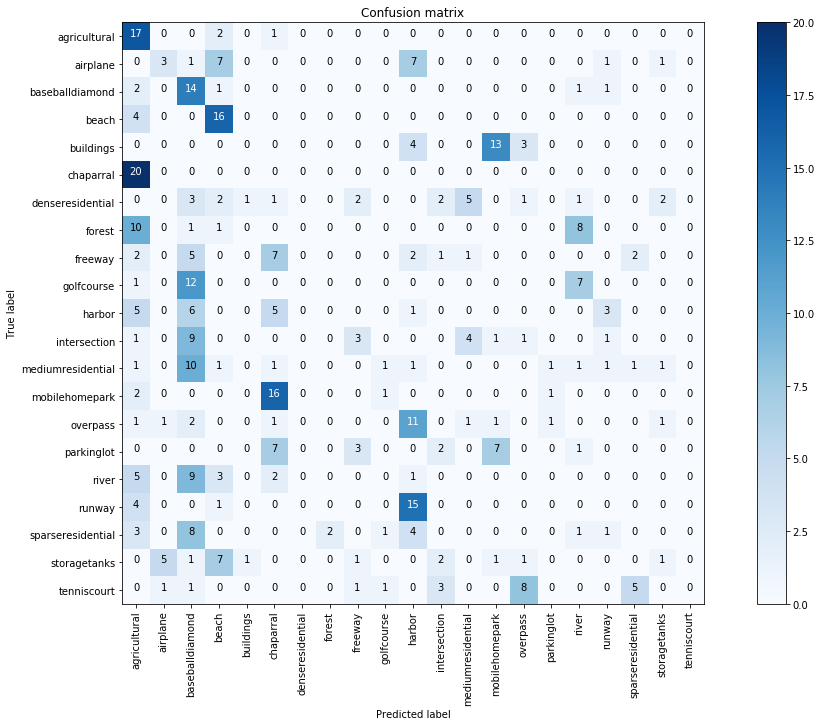 Confusion matrix
True label
agricultural 17 0 0 2 0 1 0 0 0 0 0 0 0 0 0 0 0 0 0 0 0
airplane 0 3 1 7 0 0 0 0 0 0 7 0 0 0 0 0 0 1 0 1 0
baseballdiamond 2 0 14 1 0 0 0 0 0 0 0 0 0 0 0 0 1 1 0 0 0
beach 4 0 0 16 0 0 0 0 0 0 0 0 0 0 0 0 0 0 0 0 0
buildings 0 0 0 0 0 0 0 0 0 0 4 0 0 13 3 0 0 0 0 0 0
chaparral 20 0 0 0 0 0 0 0 0 0 0 0 0 0 0 0 0 0 0 0 0
denseresidential 0 0 3 2 1 1 0 0 2 0 0 2 5 0 1 0 1 0 0 2 0
forest 10 0 1 1 0 0 0 0 0 0 0 0 0 0 0 0 8 0 0 0 0
freeway 2 0 5 0 0 7 0 0 0 0 2 1 1 0 0 0 0 0 2 0 0
golfcourse 1 0 12 0 0 0 0 0 0 0 0 0 0 0 0 0 7 0 0 0 0
harbor 5 0 6 0 0 5 0 0 0 0 1 0 0 0 0 0 0 3 0 0 0
intersection 1 0 9 0 0 0 0 0 3 0 0 0 4 1 1 0 0 1 0 0 0
mediumresidential 1 0 10 1 0 1 0 0 0 1 1 0 0 0 0 1 1 1 1 1 0
mobilehomepark 2 0 0 0 0 16 0 0 0 1 0 0 0 0 0 1 0 0 0 0 0
overpass 1 1 2 0 0 1 0 0 0 0 11 0 1 1 0 1 0 0 0 1 0
parkinglot 0 0 0 0 0 7 0 0 3 0 0 2 0 7 0 0 1 0 0 0 0
river 5 0 9 3 0 2 0 0 0 0 1 0 0 0 0 0 0 0 0 0 0
runway 4 0 0 1 0 0 0 0 0 0 15 0 0 0 0 0 0 0 0 0 0
sparseresidential 3 0 8 0 0 0 0 2 0 1 4 0 0 0 0 0 1 1 0 0 0
storagetanks 0 5 1 7 1 0 0 0 1 0 0 2 0 1 1 0 0 0 0 1 0
tenniscourt 0 1 1 0 0 0 0 0 1 1 0 3 0 0 8 0 0 0 5 0 0
agricultural
airplane
baseballdiamond
beach
buildings
chaparral
denseresidential
forest
freeway
golfcourse
harbor
intersection
mediumresidential
mobilehomepark
overpass
parkinglot
river
runway
sparseresidential
storagetanks
tenniscourt
Predicted label
20.0
17.5
15.0
12.5
10.0
7.5
5.0
2.5
0.0